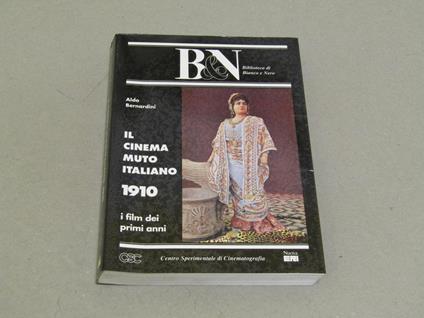 B&N
Biblioteca di
Bianco e Nero
Aldo
Bernardini
IL
CINEMA
MUTO
ITALIANO
1910
i film dei
primi anni
CSC
Centro Sperimentale di Cinematografia
Nuova
ERI